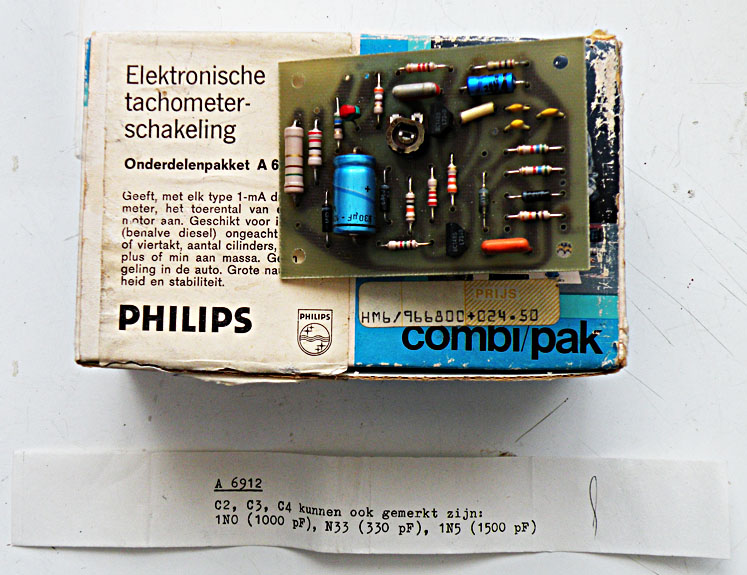 Elektronische
tachometer-
schakeling
Onderdelenpakket A 6
Geeft, met elk type 1-mA
meter, het toerental van
motor aan. Geschikt voor
(benalve diesel) ongeacht
of viertakt, aantal cilinders,
plus of min aan massa.
geling in de auto. Grote
heid en stabiliteit.
PHILIPS
PHILIPS
PRIJS
HM6/966800+024.50
combi/pak
A 6912
C2, C3, C4 kunnen ook gemerkt zijn:
1N0 (1000 pF), N33 (330 pF), 1N5 (1500 pF)